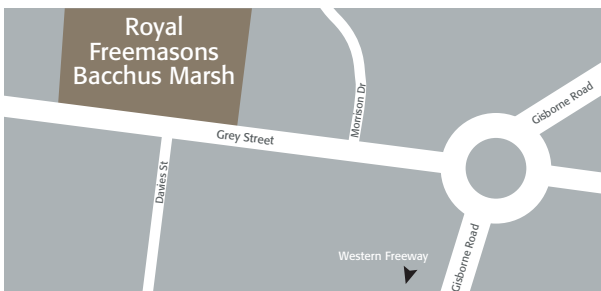 Royal
Freemasons
Bacchus Marsh
Gisborne Road
Morrison Dr
Grey Street
Davies St
Western Freeway
Gisborne Road